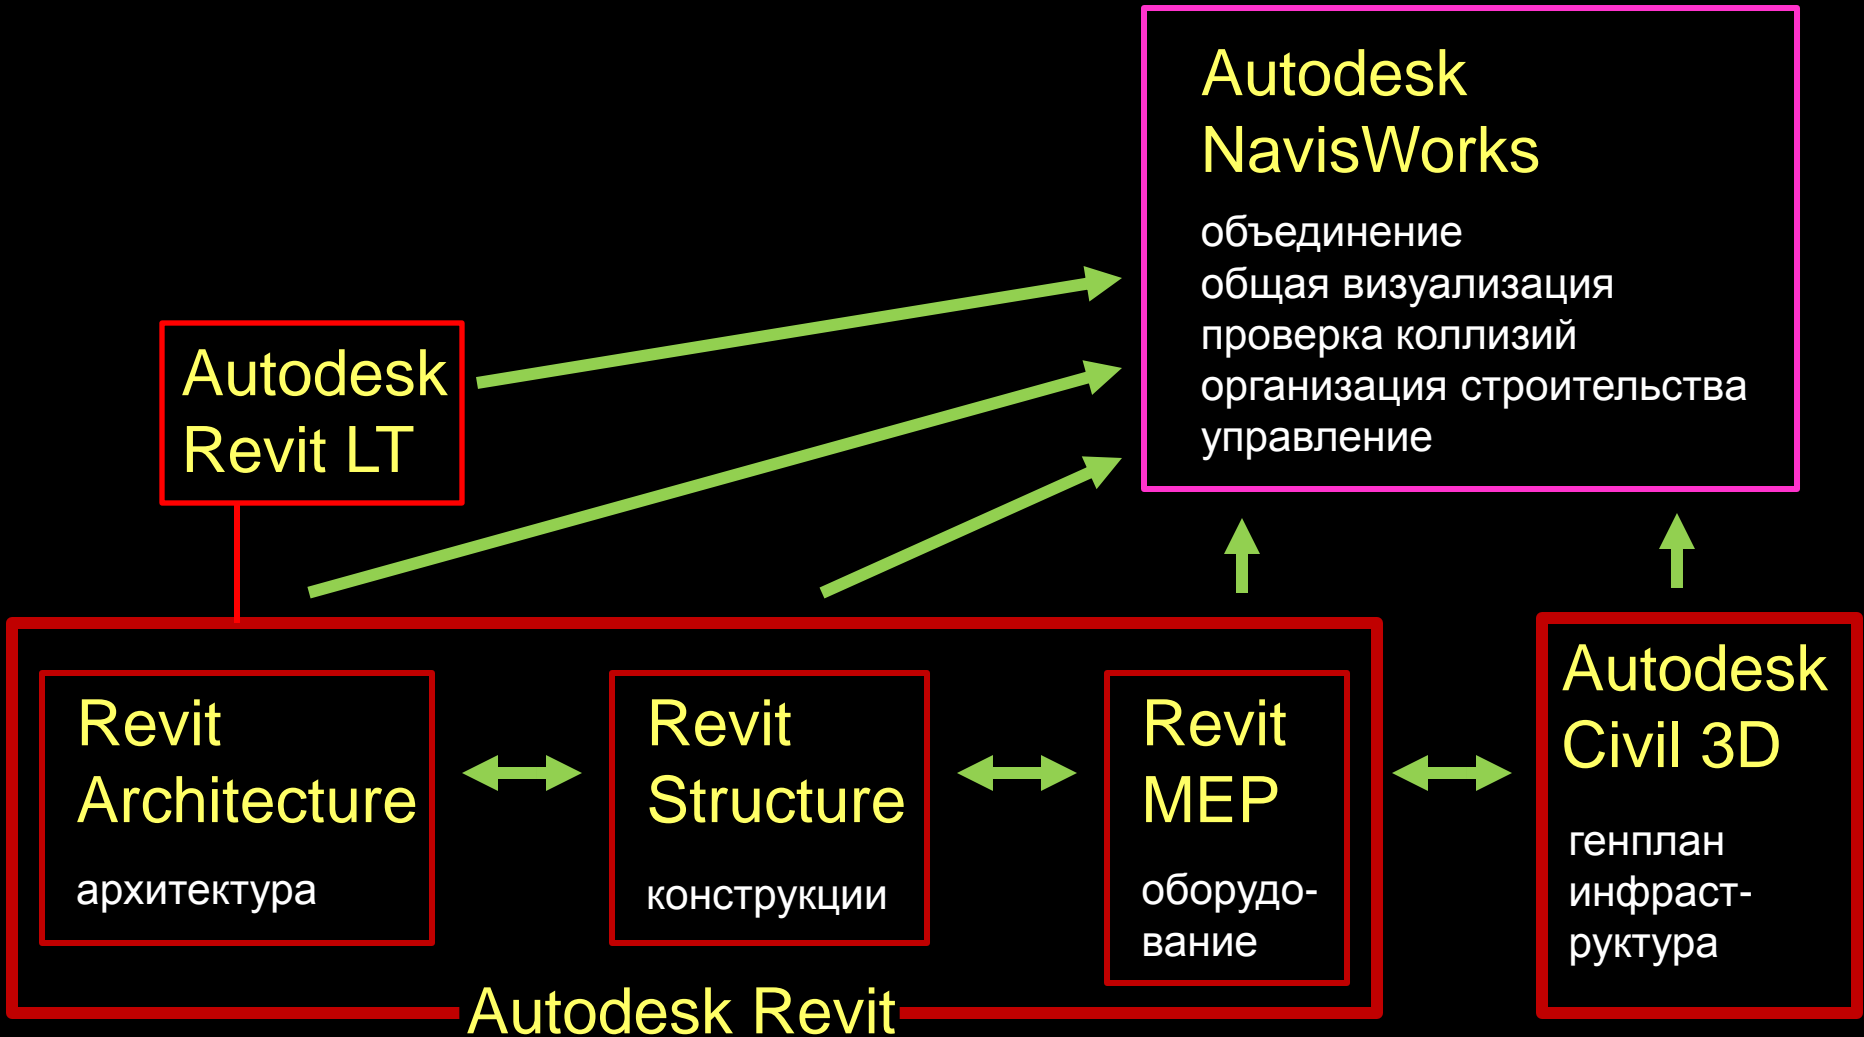 Autodesk
NavisWorks
объединение
общая визуализация
проверка коллизий
организация строительства
управление
Autodesk
Revit LT
Revit
Architecture
архитектура
Revit
Structure
конструкции
Revit
MEP
оборудо-
вание
Autodesk
Civil 3D
генплан
инфраст-
руктура
Autodesk Revit